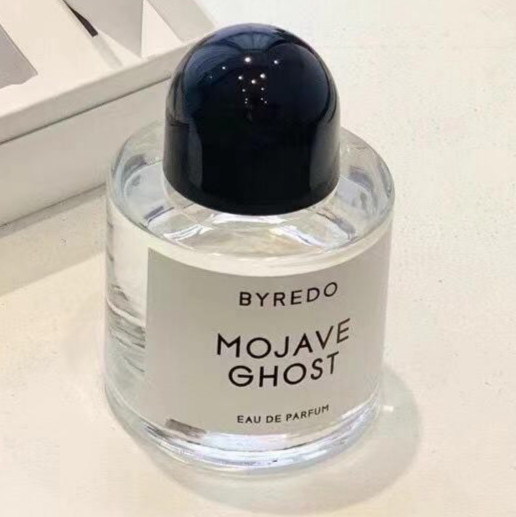 BYREDO
MOJAVE
GHOST
EAU DE PARFUM